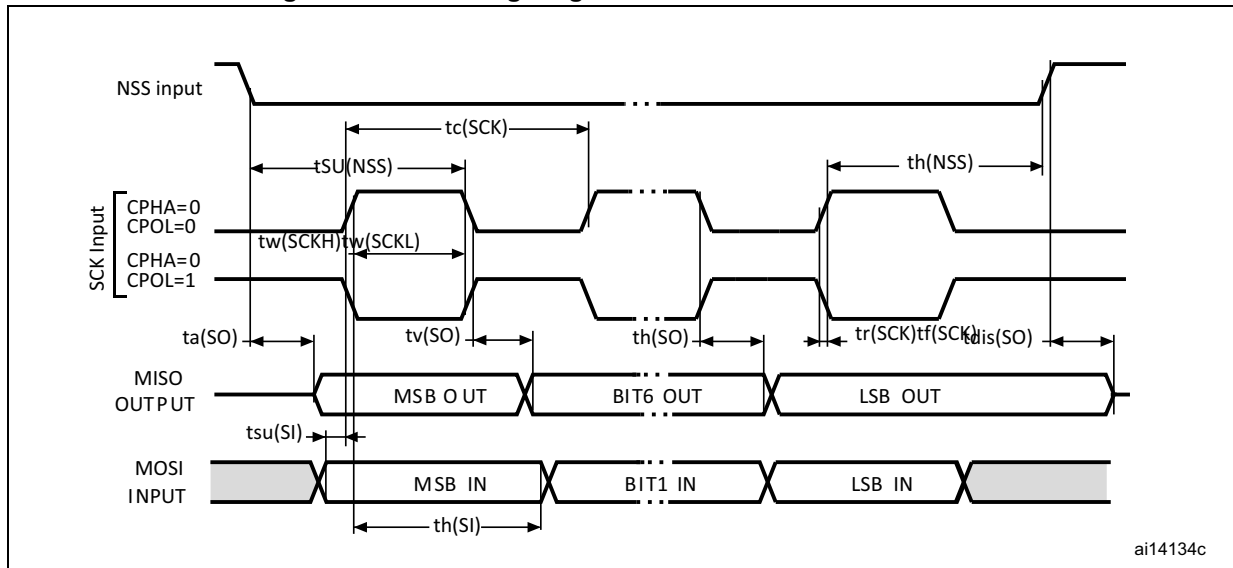 NSS input
tc(SCK)
tSU(NSS)
th(NSS)
SCK Input
CPHA=0
CPOL=0
tw(SCKH)tw(SCKL)
CPHA=0
CPOL=1
ta(SO)
tv(SO)
th(SO)
tr(SCK)tf(SCK)
tdis(SO)
MISO
OUTPUT
MSB OUT
BIT6 OUT
LSB OUT
tsu(SI)
MOSI
INPUT
MSB IN
BIT1 IN
LSB IN
th(SI)
ai14134c